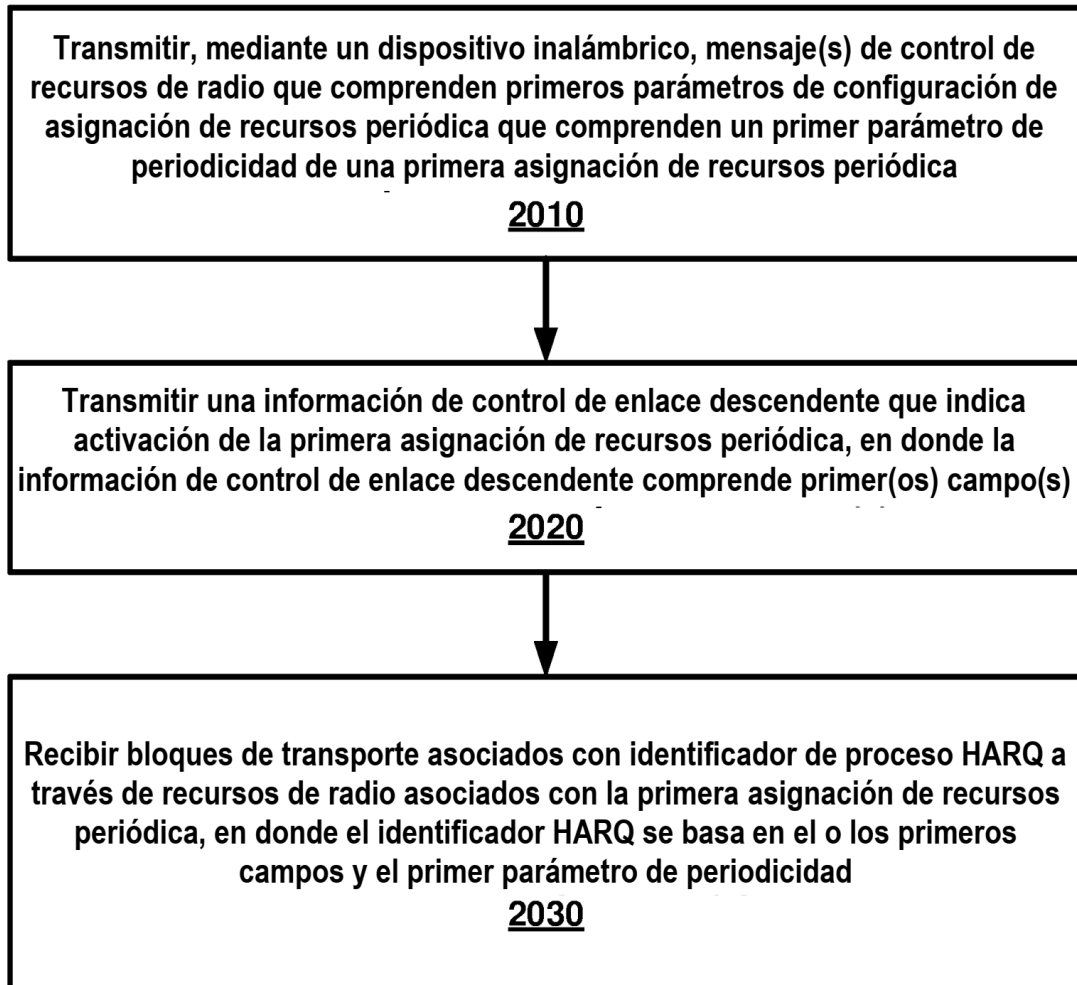 Transmitir, mediante un dispositivo inalámbrico, mensaje(s) de control de
recursos de radio que comprenden primeros parámetros de configuración de
asignación de recursos periódica que comprenden un primer parámetro de
periodicidad de una primera asignación de recursos periódica
2010
Transmitir una información de control de enlace descendente que indica
activación de la primera asignación de recursos periódica, en donde la
información de control de enlace descendente comprende primer(os) campo(s)
2020
Recibir bloques de transporte asociados con identificador de proceso HARQ a
través de recursos de radio asociados con la primera asignación de recursos
periódica, en donde el identificador HARQ se basa en el o los primeros
campos y el primer parámetro de periodicidad
2030